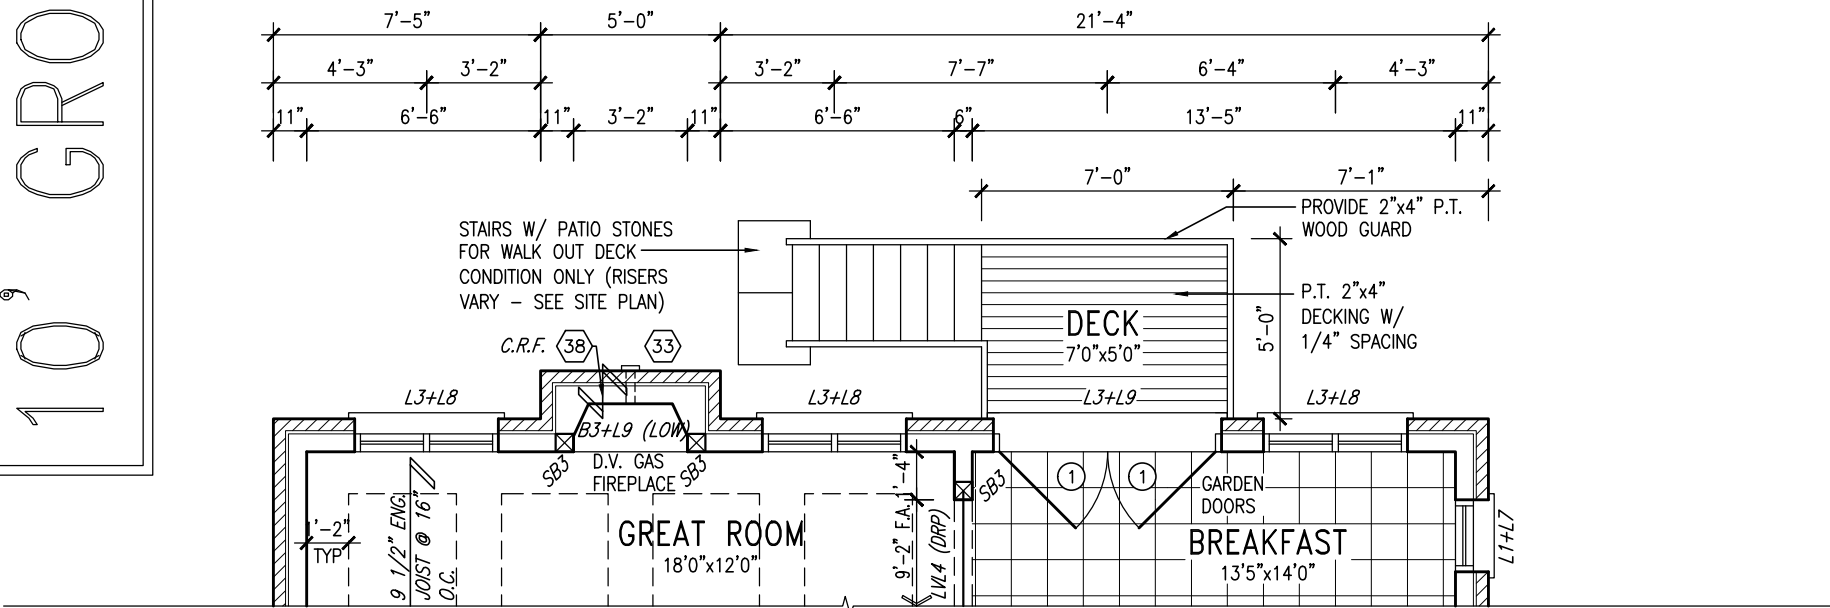 10' GRO
7'-5"
5'-0"
21'-4"
4'-3"
3'-2"
3'-2"
7'-7"
6'-4"
4'-3"
11"
6'-6"
11"
3'-2"
11"
6'-6"
6"
13'-5"
11"
7'-0"
7'-1"
STAIRS W/ PATIO STONES
FOR WALK OUT DECK
CONDITION ONLY (RISERS
VARY - SEE SITE PLAN)
PROVIDE 2"x4" P.T.
WOOD GUARD
P.T. 2"x4"
DECKING W/
1/4" SPACING
5'-0"
DECK
7'0"x5'0"
C.R.F.
38
33
L3+L8
L3+L8
L3+L9
L3+L8
B3+L9 (LOW)
SB3
D.V. GAS
FIREPLACE
SB3
SB3
1'-4"
1
1
GARDEN
DOORS
GREAT ROOM
18'0"x12'0"
BREAKFAST
13'5"x14'0"
1'-2"
TYP
9 1/2" ENG.
JOIST @ 16"
O.C.
9'-2" F.A.
LVL4 (DRP)
L1+L7